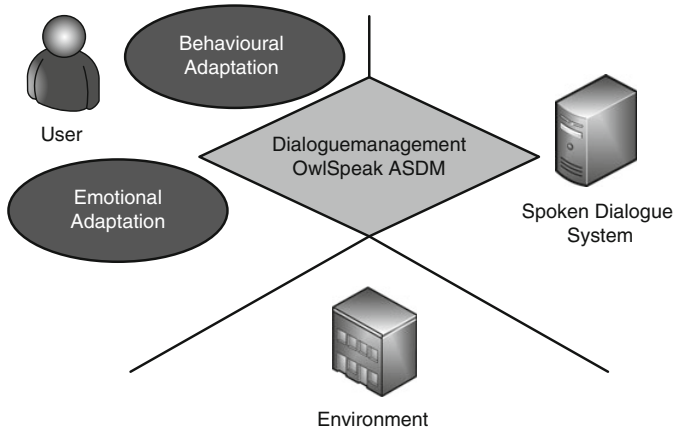 Behavioural
Adaptation
User
Dialoguemanagement
OwlSpeak ASDM
Emotional
Adaptation
Spoken Dialogue
System
Environment